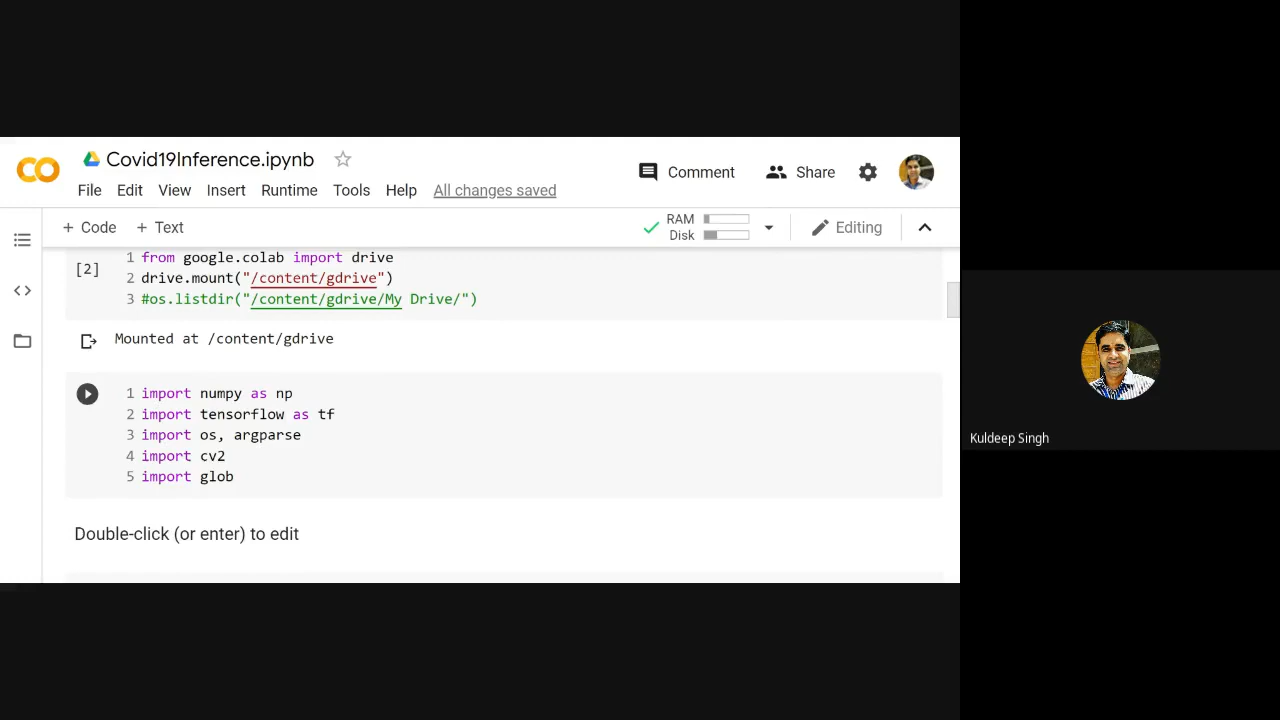 Covid19Inference.ipynb
File Edit View Insert Runtime Tools Help All changes saved
Comment Share
+ Code + Text
RAM
Disk
Editing
[2]
1 from google.colab import drive
2 drive.mount("/content/gdrive")
3 #os.listdir("/content/gdrive/My Drive/")
Mounted at /content/gdrive
1 import numpy as np
2 import tensorflow as tf
3 import os, argparse
4 import cv2
5 import glob
Double-click (or enter) to edit
Kuldeep Singh